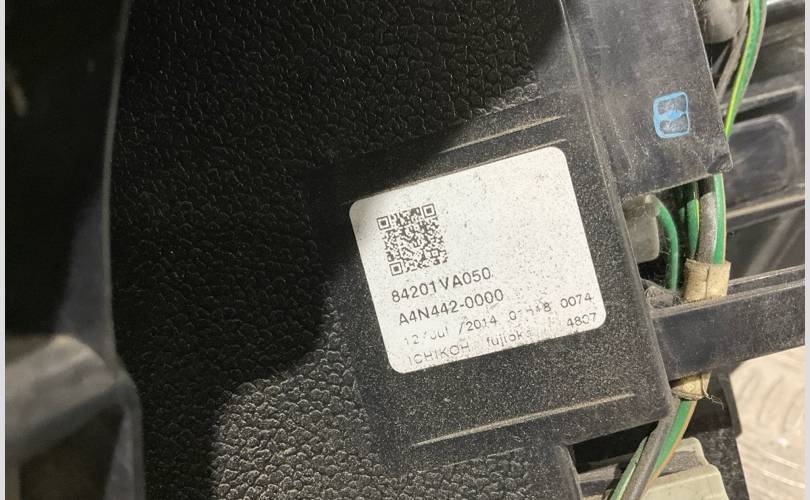 84201VA050
A4N442-0000
12/Jul /2014 0074
ICHIKOH fujioka 4807